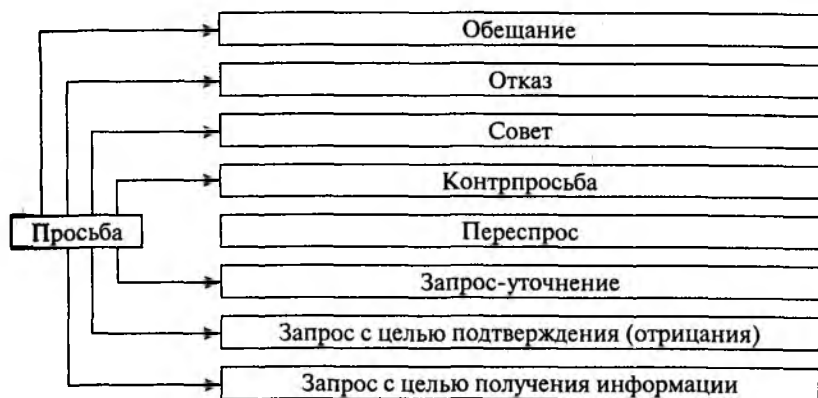 Обещание
Отказ
Совет
Контрпросьба
Просьба
Переспрос
Запрос-уточнение
Запрос с целью подтверждения (отрицания)
Запрос с целью получения информации